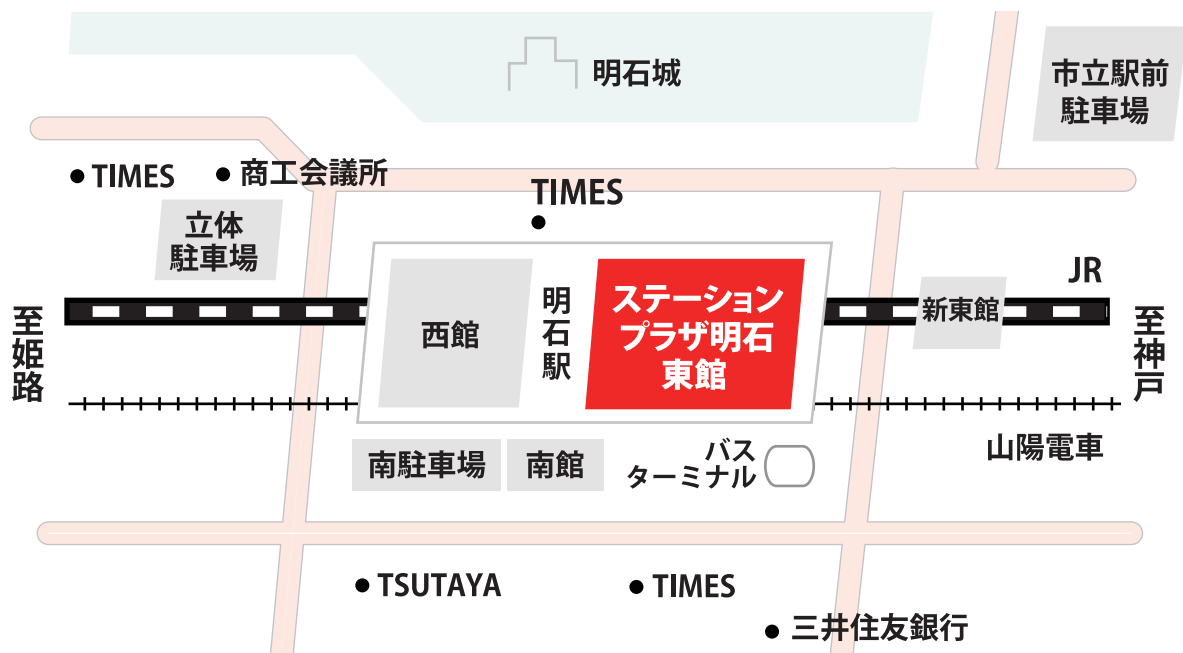 明石城
市立駅前
駐車場
TIMES
商工会議所
TIMES
立体
駐車場
JR
至姫路
西館
明石駅
ステーション
プラザ明石
東館
新東館
至神戸
山陽電車
南駐車場
南館
バス
ターミナル
TSUTAYA
TIMES
三井住友銀行